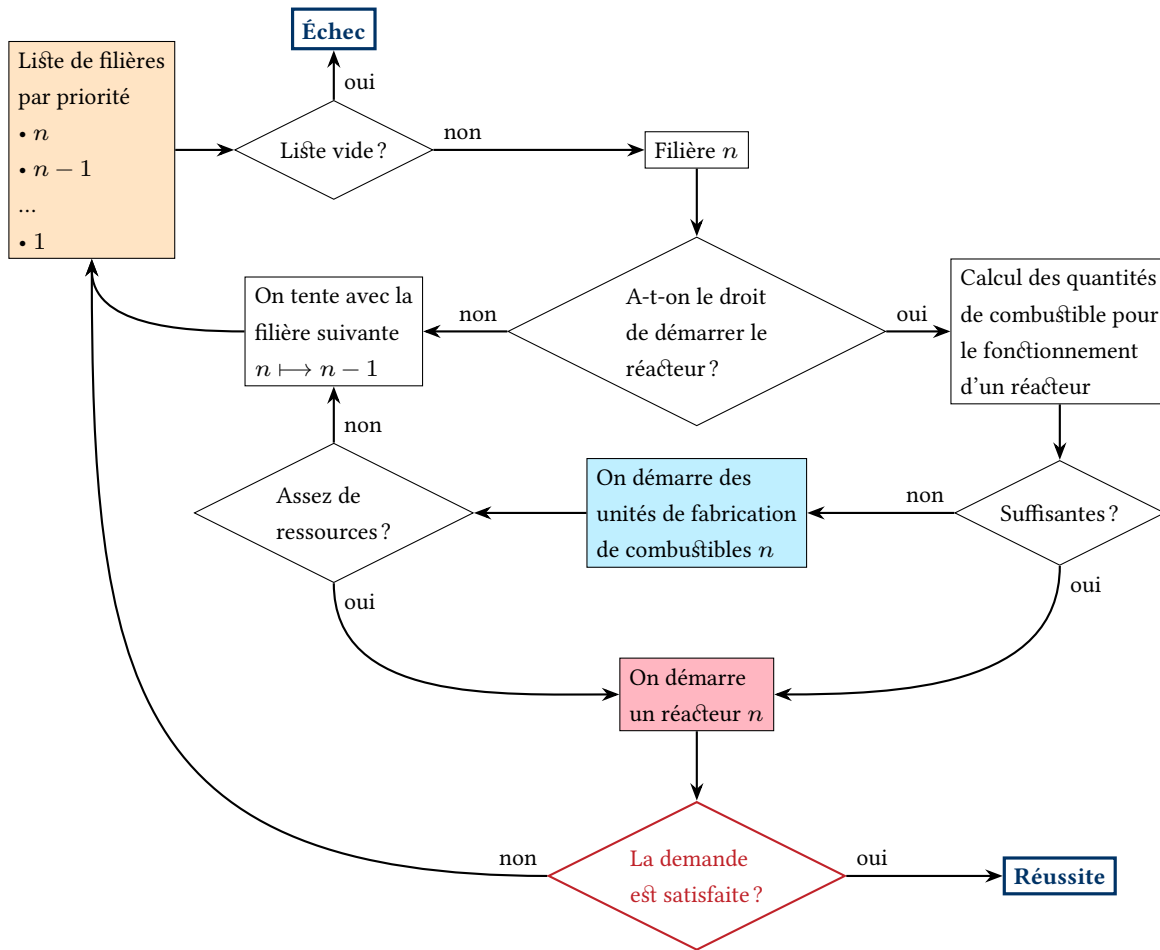 Échec
Liste de filières
par priorité
• n
• n − 1
...
• 1
oui
Liste vide ?
non
Filière n
On tente avec la
filière suivante
n ⟼ n − 1
non
A-t-on le droit
de démarrer le
réacteur ?
oui
Calcul des quantités
de combustible pour
le fonctionnement
d'un réacteur
non
Assez de
ressources ?
On démarre des
unités de fabrication
de combustibles n
non
Suffisantes ?
oui
oui
On démarre
un réacteur n
non
La demande
est satisfaite ?
oui
Réussite